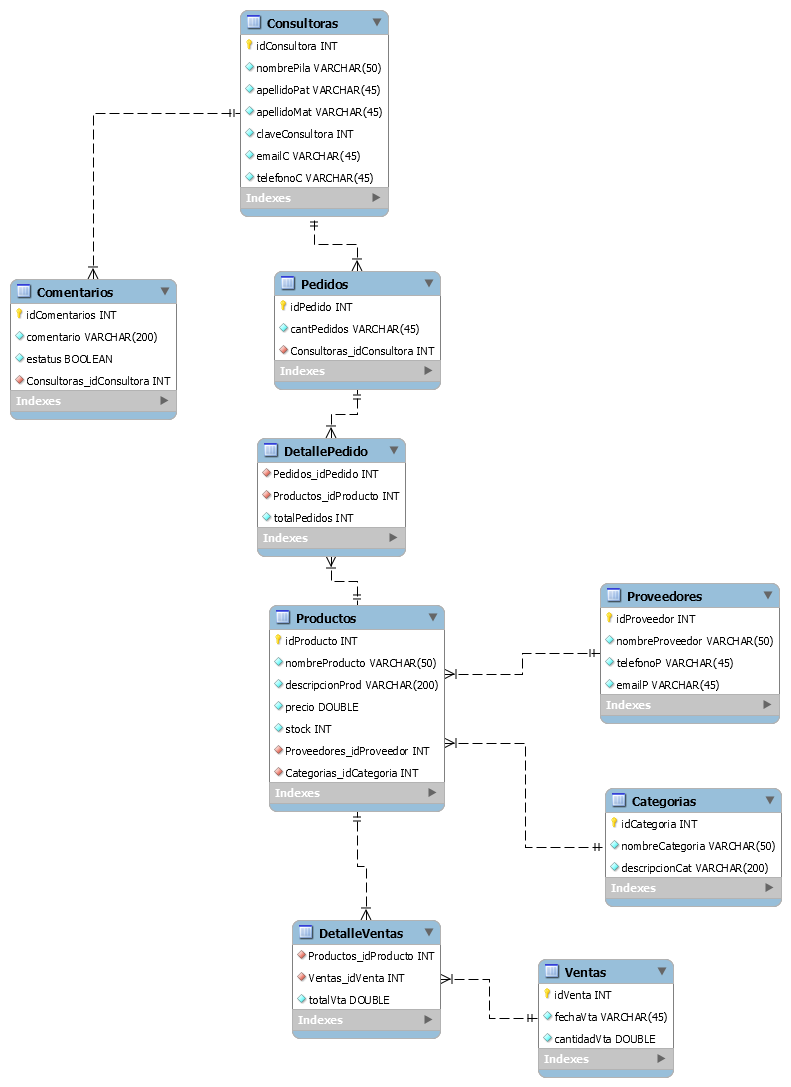 Consultoras
idConsultora INT
nombrePila VARCHAR(50)
apellidoPat VARCHAR(45)
apellidoMat VARCHAR(45)
claveConsultora INT
emailC VARCHAR(45)
telefonoC VARCHAR(45)
Indexes
Comentarios
idComentarios INT
comentario VARCHAR(200)
estatus BOOLEAN
Consultoras_idConsultora INT
Indexes
Pedidos
idPedido INT
cantPedidos VARCHAR(45)
Consultoras_idConsultora INT
Indexes
DetallePedido
Pedidos_idPedido INT
Productos_idProducto INT
totalPedidos INT
Indexes
Productos
idProducto INT
nombreProducto VARCHAR(50)
descripcionProd VARCHAR(200)
precio DOUBLE
stock INT
Proveedores_idProveedor INT
Categorias_idCategoria INT
Indexes
Proveedores
idProveedor INT
nombreProveedor VARCHAR(50)
telefonoP VARCHAR(45)
emailP VARCHAR(45)
Indexes
Categorias
idCategoria INT
nombreCategoria VARCHAR(50)
descripcionCat VARCHAR(200)
Indexes
DetalleVentas
Productos_idProducto INT
Ventas_idVenta INT
totalVta DOUBLE
Indexes
Ventas
idVenta INT
fechaVta VARCHAR(45)
cantidadVta DOUBLE
Indexes